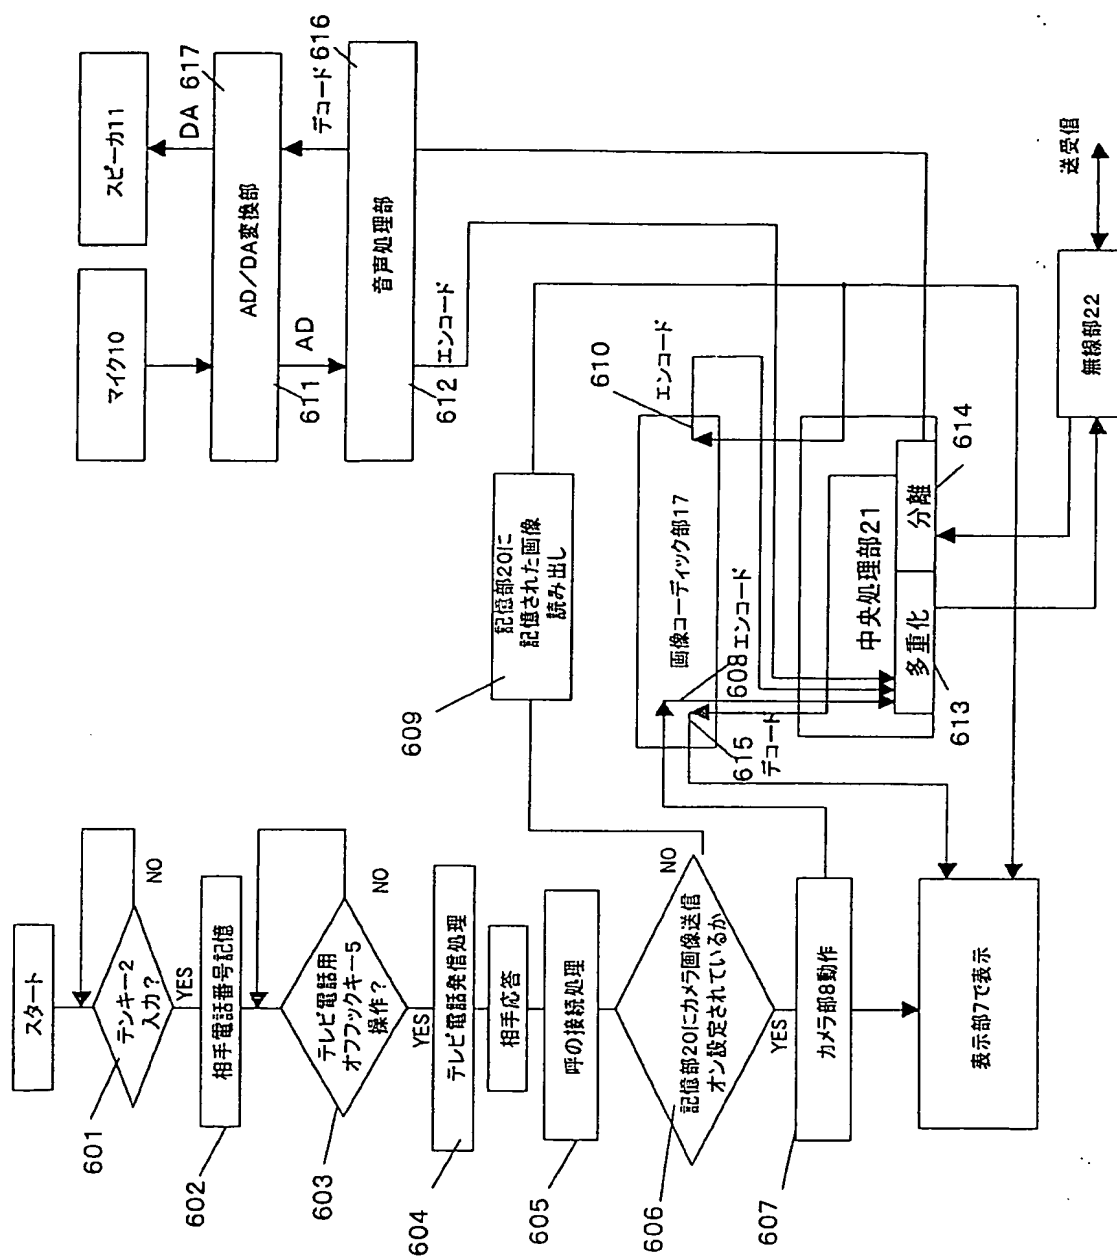 スタート
テンキー2
入力？
NO
YES
601
相手電話番号記憶
602
テレビ電話用
オフフックキー5
操作？
NO
YES
603
テレビ電話発信処理
604
相手応答
呼の接続処理
605
記憶部20にカメラ画像送信
オン設定されているか
NO
YES
606
カメラ部8動作
607
表示部7で表示
609
記憶部20に
記憶された画像
読み出し
画像コーディック部17
エンコード
610
608
エンコード
615
デコード
中央処理部21
多重化
分離
613
614
無線部22
送受信
マイク10
スピーカ11
DA
617
AD／DA変換部
611
AD
デコード
616
音声処理部
612
エンコード